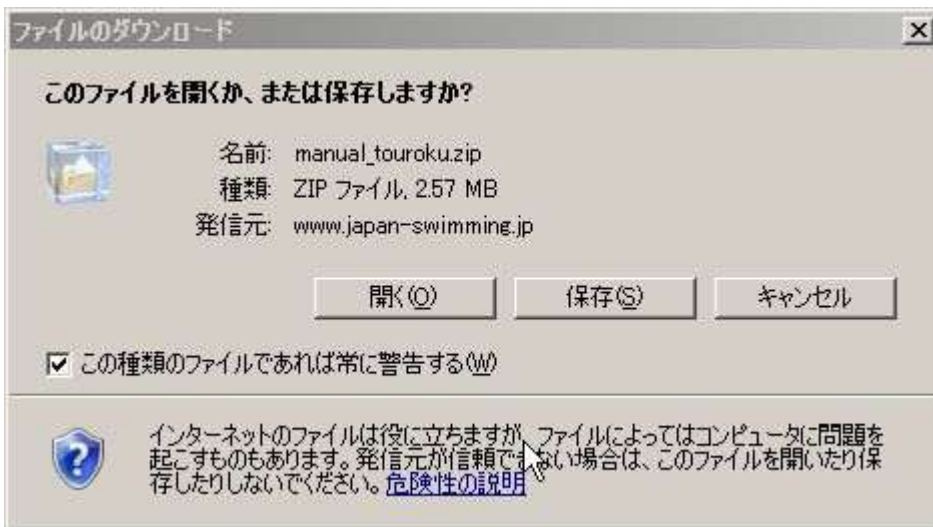 ファイルのダウンロード
このファイルを開くか、または保存しますか?
名前: manual_touroku.zip
種類: ZIP ファイル, 2.57 MB
発信元: www.japan-swimming.jp
開く(O) 保存(S) キャンセル
この種類のファイルであれば常に警告する(W)
インターネットのファイルは役に立ちますが、ファイルによってはコンピュータに問題を
起こすものもあります。発信元が信頼できない場合は、このファイルを開いたり保
存したりしないでください。危険性の説明